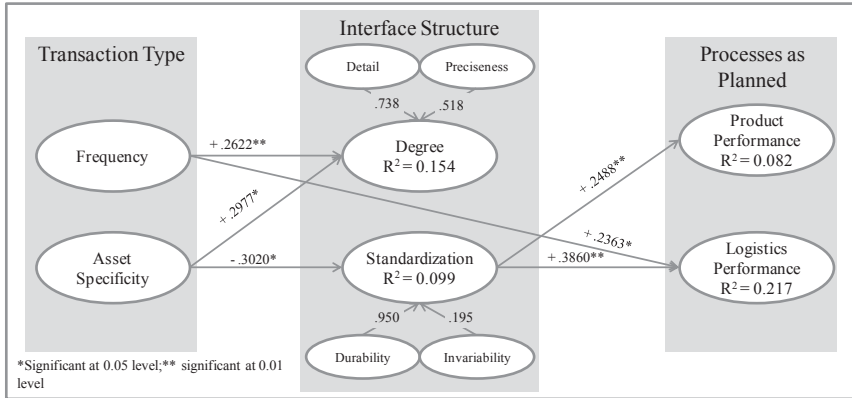 Transaction Type
Interface Structure
Processes as
Planned
Detail
Preciseness
.738
.518
Frequency
+ .2622**
Degree
R² = 0.154
Product
Performance
R² = 0.082
+ .2977*
+ .2488**
+ .2363*
Asset
Specificity
- .3020*
Standardization
R² = 0.099
+.3860**
Logistics
Performance
R² = 0.217
.950
.195
Durability
Invariability
*Significant at 0.05 level;** significant at 0.01
level